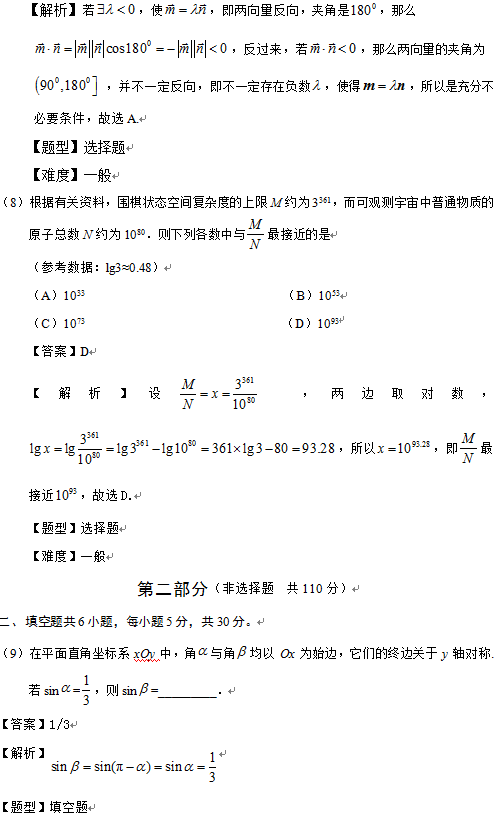 【解析】若∃λ<0，使m⃗=λn⃗，即两向量反向，夹角是180⁰，那么
m⃗·n⃗=|m⃗||n⃗|cos180⁰=−|m⃗||n⃗|<0，反过来，若m⃗·n⃗<0，那么两向量的夹角为
(90⁰,180⁰]，并不一定反向，即不一定存在负数λ，使得m=λn，所以是充分不
必要条件，故选A.
【题型】选择题
【难度】一般
（8）根据有关资料，围棋状态空间复杂度的上限M约为3³⁶¹，而可观测宇宙中普通物质的
原子总数N约为10⁸⁰．则下列各数中与M/N最接近的是
（参考数据：lg3≈0.48）
（A）10³³ （B）10⁵³
（C）10⁷³ （D）10⁹³
【答案】D
【解析】设M/N=x=3³⁶¹/10⁸⁰，两边取对数，
lgx=lg3³⁶¹/10⁸⁰=lg3³⁶¹−lg10⁸⁰=361×lg3−80=93.28，所以x=10⁹³·²⁸，即M/N最
接近10⁹³，故选D.
【题型】选择题
【难度】一般
第二部分（非选择题 共110分）
二、填空题共6小题，每小题5分，共30分。
（9）在平面直角坐标系xOy中，角α与角β均以Ox为始边，它们的终边关于y轴对称.
若sinα=1/3，则sinβ=_________．
【答案】1/3
【解析】sinβ=sin(π−α)=sinα=1/3
【题型】填空题